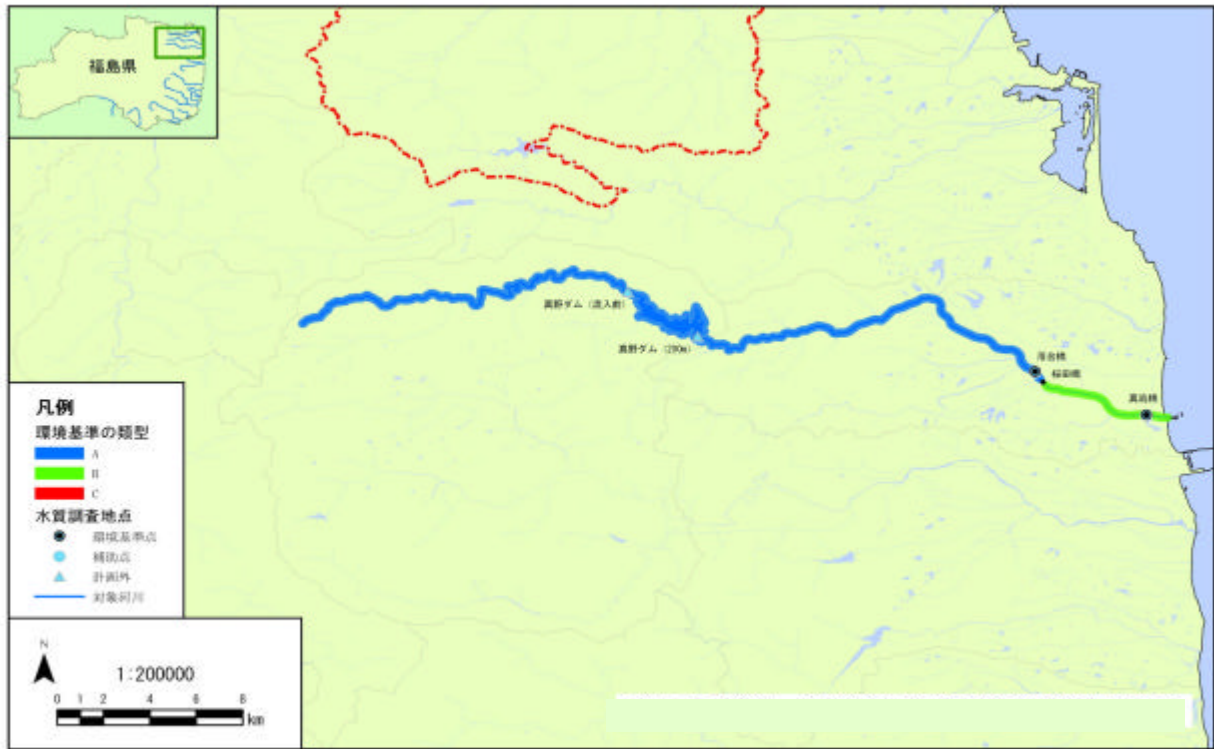 福島県
真野ダム（流入前）
真野ダム（200m）
落合橋
桜田橋
真島橋
凡例
環境基準の類型
A
B
C
水質調査地点
環境基準点
補助点
計画外
対象河川
N
1:200000
0 1 2 4 6 8
km